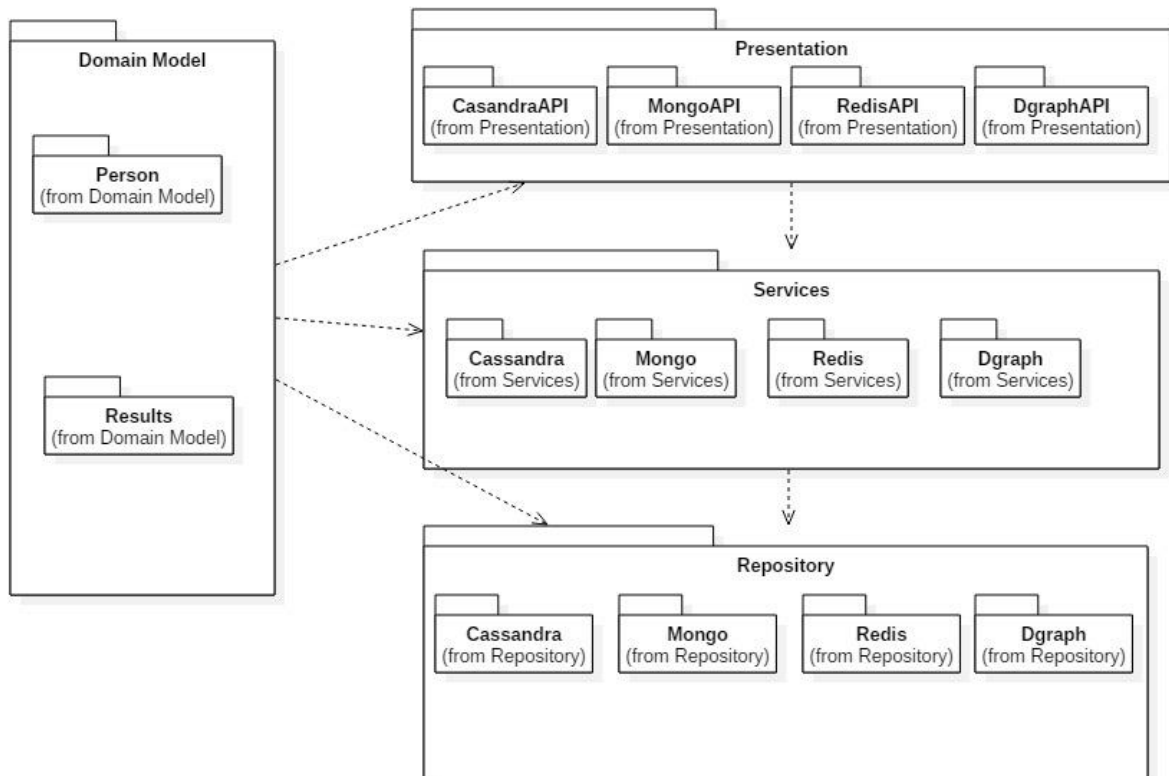 Domain Model
Person
(from Domain Model)
Results
(from Domain Model)
Presentation
CasandraAPI
(from Presentation)
MongoAPI
(from Presentation)
RedisAPI
(from Presentation)
DgraphAPI
(from Presentation)
Services
Cassandra
(from Services)
Mongo
(from Services)
Redis
(from Services)
Dgraph
(from Services)
Repository
Cassandra
(from Repository)
Mongo
(from Repository)
Redis
(from Repository)
Dgraph
(from Repository)